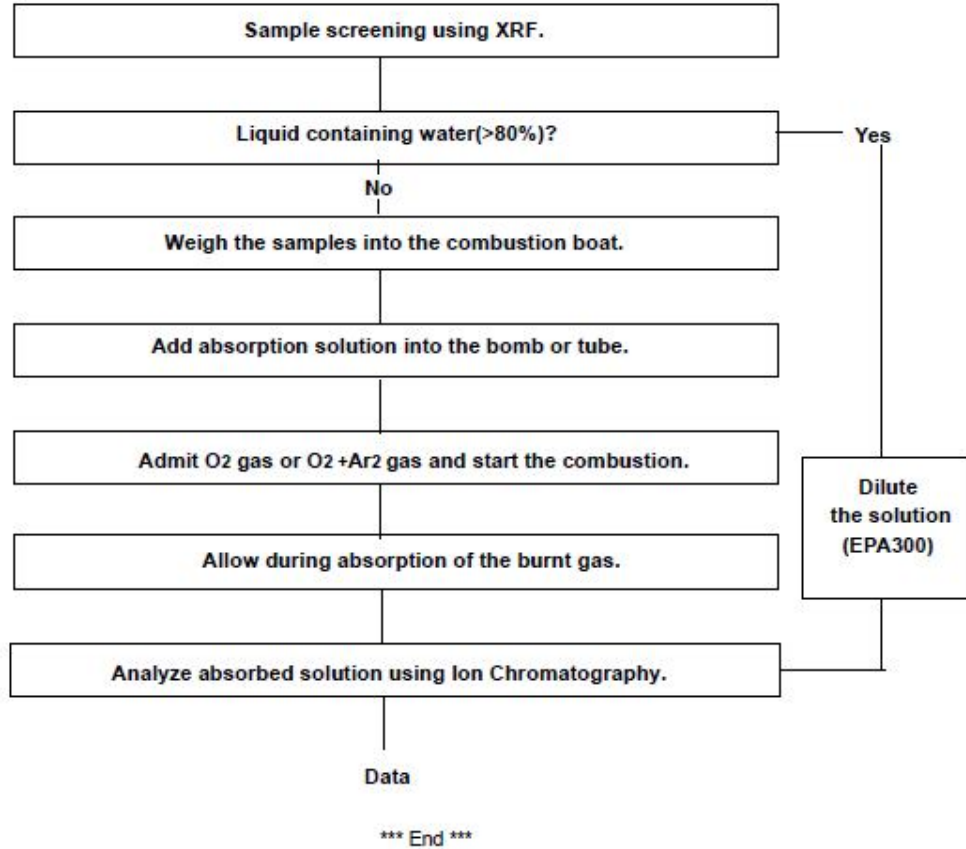 Sample screening using XRF.
Liquid containing water(>80%)?
Yes
No
Weigh the samples into the combustion boat.
Add absorption solution into the bomb or tube.
Admit O2 gas or O2 +Ar2 gas and start the combustion.
Dilute
the solution
(EPA300)
Allow during absorption of the burnt gas.
Analyze absorbed solution using Ion Chromatography.
Data
*** End ***